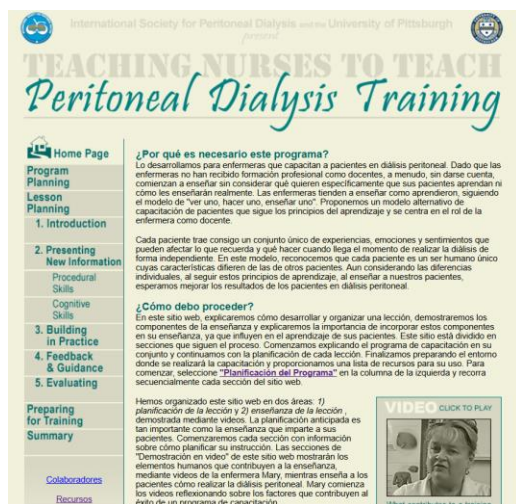 International Society for Peritoneal Dialysis and the University of Pittsburgh
present
TEACHING NURSES TO TEACH
Peritoneal Dialysis Training
Home Page
Program
Planning
Lesson
Planning
1. Introduction
2. Presenting
New Information
Procedural
Skills
Cognitive
Skills
3. Building
in Practice
4. Feedback
& Guidance
5. Evaluating
Preparing
for Training
Summary
Colaboradores
Recursos
¿Por qué es necesario este programa?
Lo desarrollamos para enfermeras que capacitan a pacientes en diálisis peritoneal. Dado que las
enfermeras no han recibido formación profesional como docentes, a menudo, sin darse cuenta,
comienzan a enseñar sin considerar qué quieren específicamente que sus pacientes aprendan ni
cómo les enseñarán realmente. Las enfermeras tienden a enseñar como aprendieron, siguiendo
el modelo de "ver uno, hacer uno, enseñar uno". Proponemos un modelo alternativo de
capacitación de pacientes que sigue los principios del aprendizaje y se centra en el rol de la
enfermera como docente.
Cada paciente trae consigo un conjunto único de experiencias, emociones y sentimientos que
pueden afectar lo que recuerda y qué hacer cuando llega el momento de realizar la diálisis de
forma independiente. En este modelo, reconocemos que cada paciente es un ser humano único
cuyas características difieren de las de otros pacientes. Aun considerando las diferencias
individuales, al seguir estos principios de aprendizaje, al enseñar a nuestros pacientes,
esperamos mejorar los resultados de los pacientes en diálisis peritoneal.
¿Cómo debo proceder?
En este sitio web, explicaremos cómo desarrollar y organizar una lección, demostraremos los
componentes de la enseñanza y explicaremos la importancia de incorporar estos componentes
en su enseñanza, ya que influyen en el aprendizaje de sus pacientes. Este sitio está dividido en
secciones que siguen el proceso. Comenzamos explicando el programa de capacitación en su
conjunto y continuamos con la planificación de cada lección. Finalizamos preparando el entorno
donde se realizará la capacitación y proporcionamos una lista de recursos para su uso. Para
comenzar, seleccione "Planificación del Programa" en la columna de la izquierda y recorra
secuencialmente cada sección del sitio web.
Hemos organizado este sitio web en dos áreas: 1)
planificación de la lección y 2) enseñanza de la lección ,
demostrada mediante videos. La planificación anticipada es
tan importante como la enseñanza que imparte a sus
pacientes. Comenzaremos cada sección con información
sobre cómo planificar su instrucción. Las secciones de
"Demostración en video" de este sitio web mostrarán los
elementos humanos que contribuyen a la enseñanza,
mediante videos de la enfermera Mary, mientras enseña a los
pacientes cómo realizar la diálisis peritoneal. Mary comienza
los videos reflexionando sobre los factores que contribuyen al
éxito de un programa de capacitación.
VIDEO CLICK TO PLAY